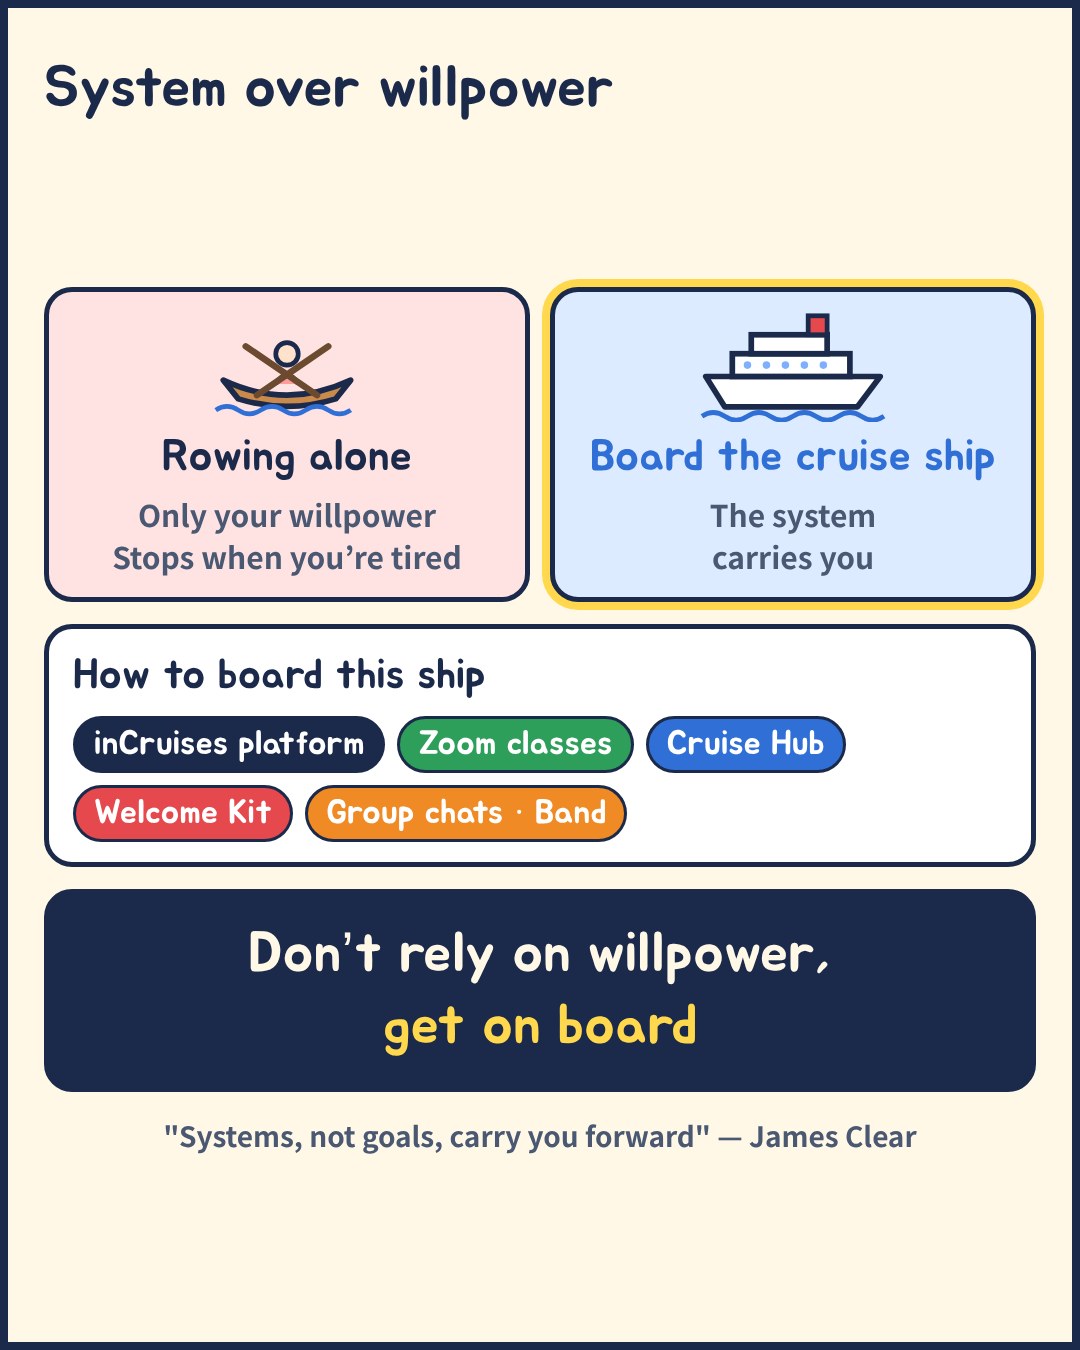 System over willpower
Rowing alone
Only your willpower
Stops when you’re tired
Board the cruise ship
The system
carries you
How to board this ship
inCruises platform
Zoom classes
Cruise Hub
Welcome Kit
Group chats · Band
Don’t rely on willpower,
get on board
"Systems, not goals, carry you forward" — James Clear